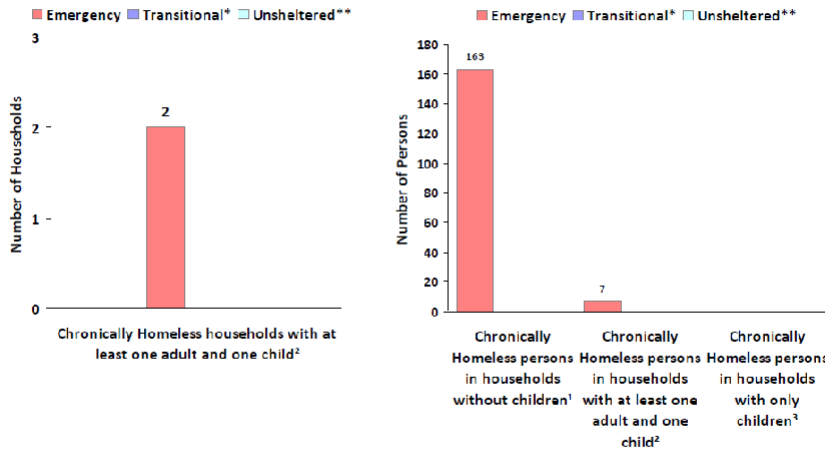 Emergency Transitional* Unsheltered**
3
2
1
0
Number of Households
2
Chronically Homeless households with at
least one adult and one child²
Emergency Transitional* Unsheltered**
180
160
140
120
100
80
60
40
20
0
Number of Persons
163
7
Chronically
Homeless persons
in households
without children¹
Chronically
Homeless persons
in households
with at least one
adult and one
child²
Chronically
Homeless persons
in households
with only
children³